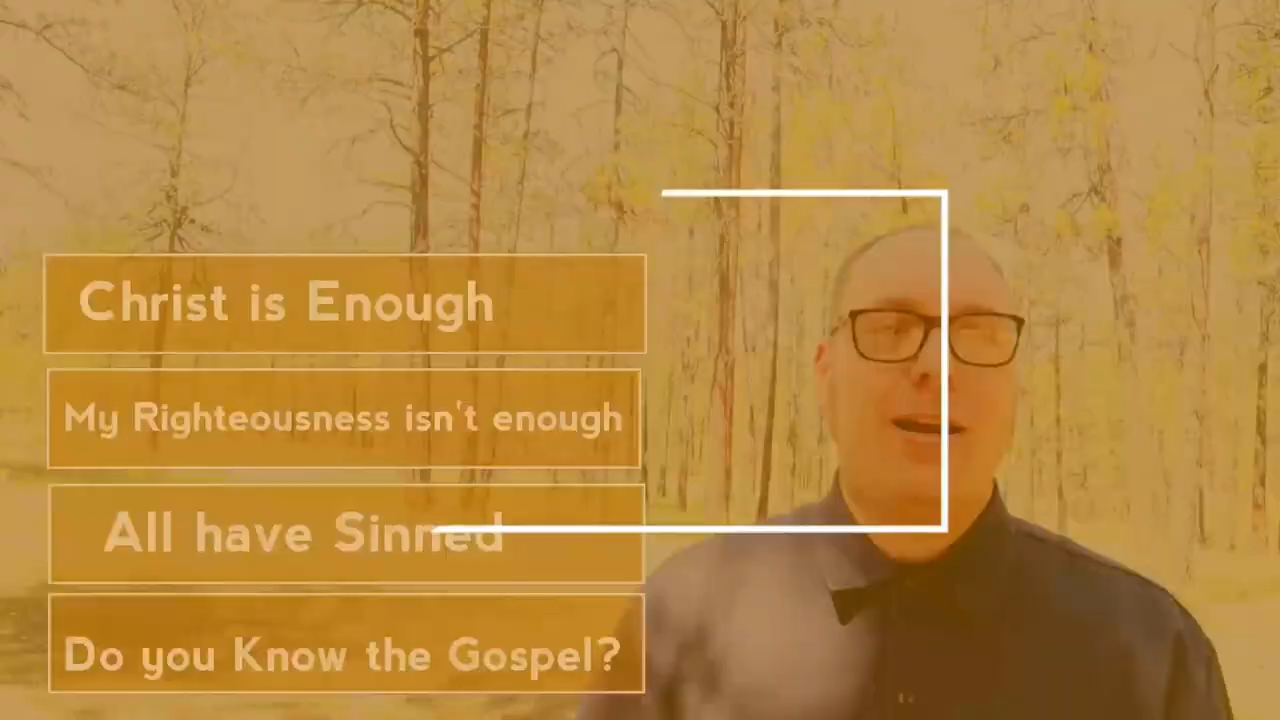 Christ is Enough
My Righteousness isn't enough
All have Sinned
Do you Know the Gospel?